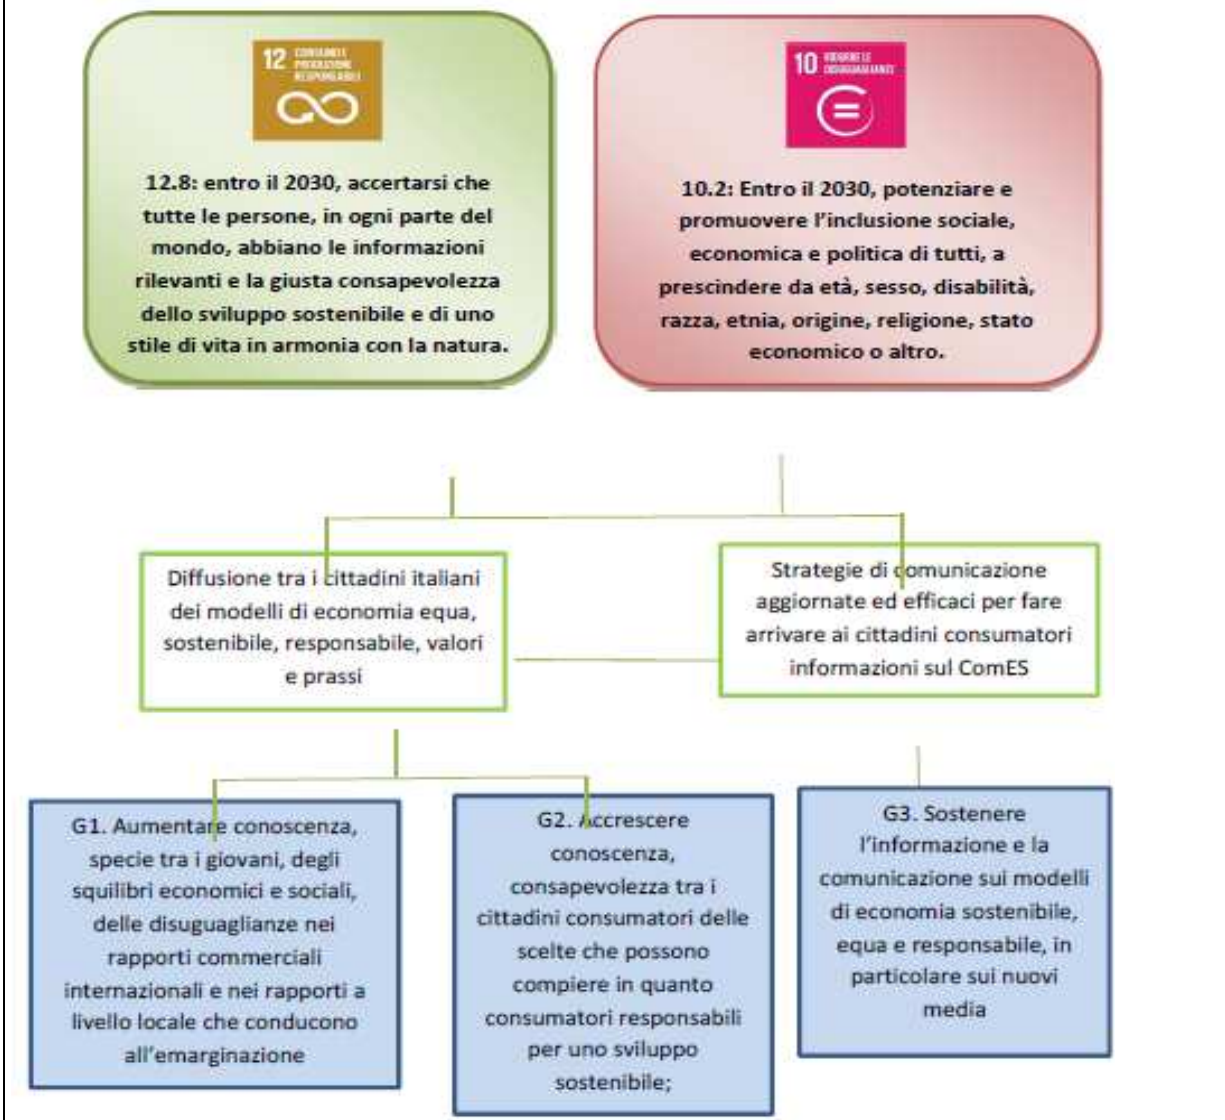 12 CONSUMO E
PRODUZIONE
RESPONSABILI
12.8: entro il 2030, accertarsi che
tutte le persone, in ogni parte del
mondo, abbiano le informazioni
rilevanti e la giusta consapevolezza
dello sviluppo sostenibile e di uno
stile di vita in armonia con la natura.
10 RIDURRE LE
DISUGUAGLIANZE
10.2: Entro il 2030, potenziare e
promuovere l’inclusione sociale,
economica e politica di tutti, a
prescindere da età, sesso, disabilità,
razza, etnia, origine, religione, stato
economico o altro.
Diffusione tra i cittadini italiani
dei modelli di economia equa,
sostenibile, responsabile, valori
e prassi
Strategie di comunicazione
aggiornate ed efficaci per fare
arrivare ai cittadini consumatori
informazioni sul ComES
G1. Aumentare conoscenza,
specie tra i giovani, degli
squilibri economici e sociali,
delle disuguaglianze nei
rapporti commerciali
internazionali e nei rapporti a
livello locale che conducono
all’emarginazione
G2. Accrescere
conoscenza,
consapevolezza tra i
cittadini consumatori delle
scelte che possono
compiere in quanto
consumatori responsabili
per uno sviluppo
sostenibile;
G3. Sostenere
l’informazione e la
comunicazione sui modelli
di economia sostenibile,
equa e responsabile, in
particolare sui nuovi
media